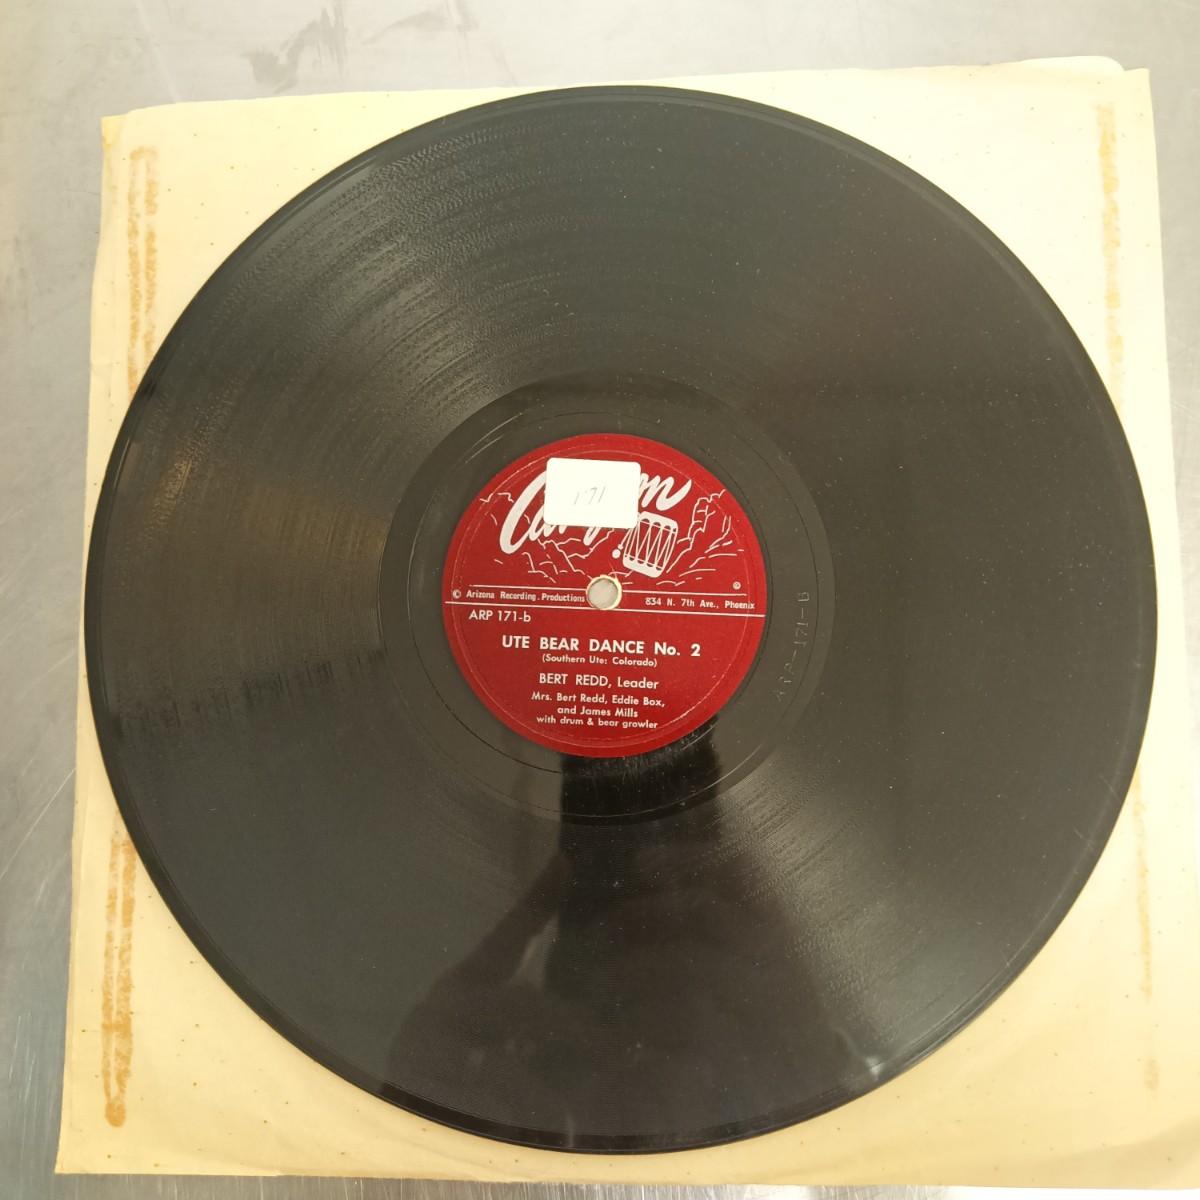 171
© Arizona Recording Productions 834 N. 7th Ave., Phoenix
ARP 171-b
UTE BEAR DANCE No. 2
(Southern Ute: Colorado)
BERT REDD, Leader
Mrs. Bert Redd, Eddie Box,
and James Mills
with drum & bear growler
ARP-171-B